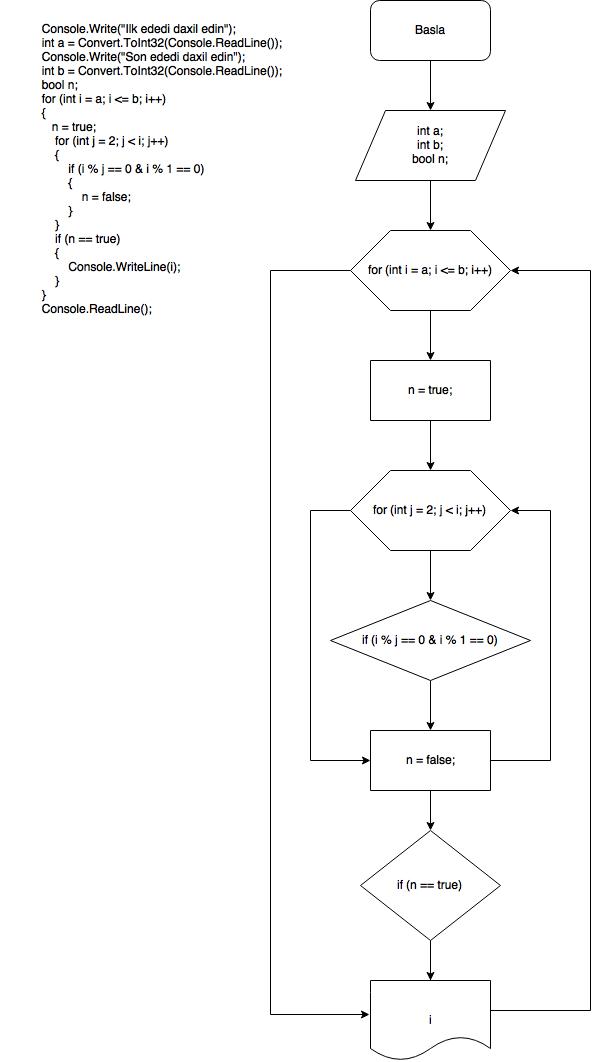 Console.Write("Ilk ededi daxil edin");
int a = Convert.ToInt32(Console.ReadLine());
Console.Write("Son ededi daxil edin");
int b = Convert.ToInt32(Console.ReadLine());
bool n;
for (int i = a; i <= b; i++)
{
n = true;
for (int j = 2; j < i; j++)
{
if (i % j == 0 & i % 1 == 0)
{
n = false;
}
}
if (n == true)
{
Console.WriteLine(i);
}
}
Console.ReadLine();
Basla
int a;
int b;
bool n;
for (int i = a; i <= b; i++)
n = true;
for (int j = 2; j < i; j++)
if (i % j == 0 & i % 1 == 0)
n = false;
if (n == true)
i